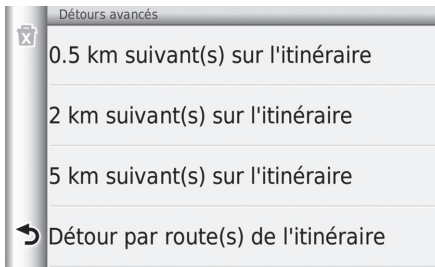 Détours avancés
0.5 km suivant(s) sur l'itinéraire
2 km suivant(s) sur l'itinéraire
5 km suivant(s) sur l'itinéraire
Détour par route(s) de l'itinéraire